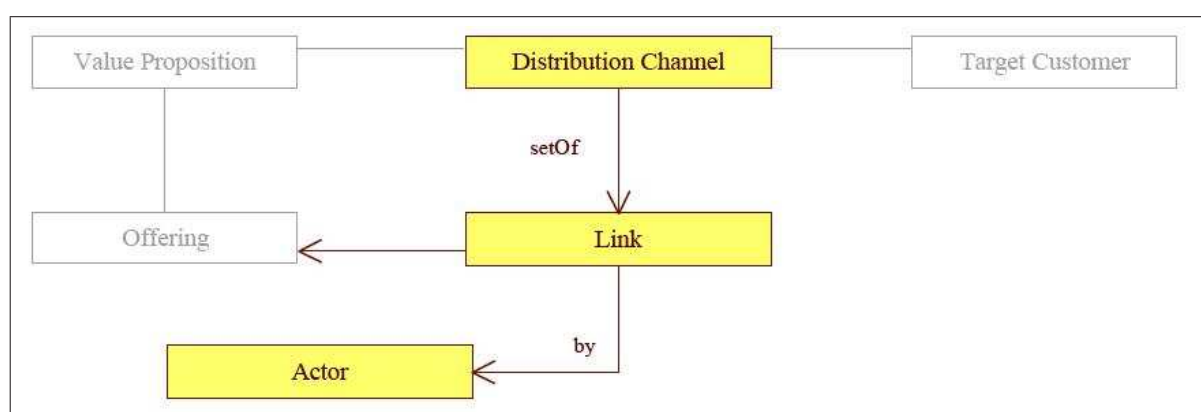 Value Proposition
Distribution Channel
Target Customer
setOf
Offering
Link
by
Actor